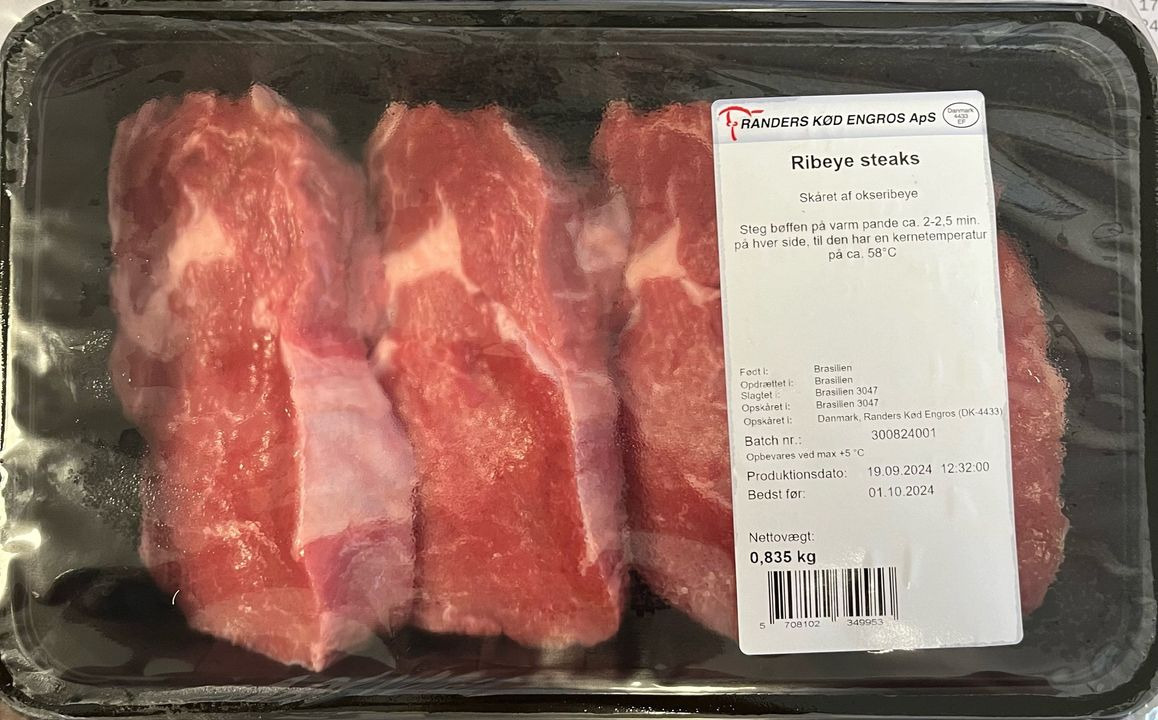 RANDERS KØD ENGROS ApS
Danmark
4433
EF
Ribeye steaks
Skåret af okseribeye
Steg bøffen på varm pande ca. 2-2,5 min.
på hver side, til den har en kernetemperatur
på ca. 58°C
Født i: Brasilien
Opdrættet i: Brasilien
Slagtet i: Brasilien 3047
Opskåret i: Brasilien 3047
Opskåret i: Danmark, Randers Kød Engros (DK-4433)
Batch nr.: 300824001
Opbevares ved max +5 °C
Produktionsdato: 19.09.2024 12:32:00
Bedst før: 01.10.2024
Nettovægt:
0,835 kg
5 708102 349953